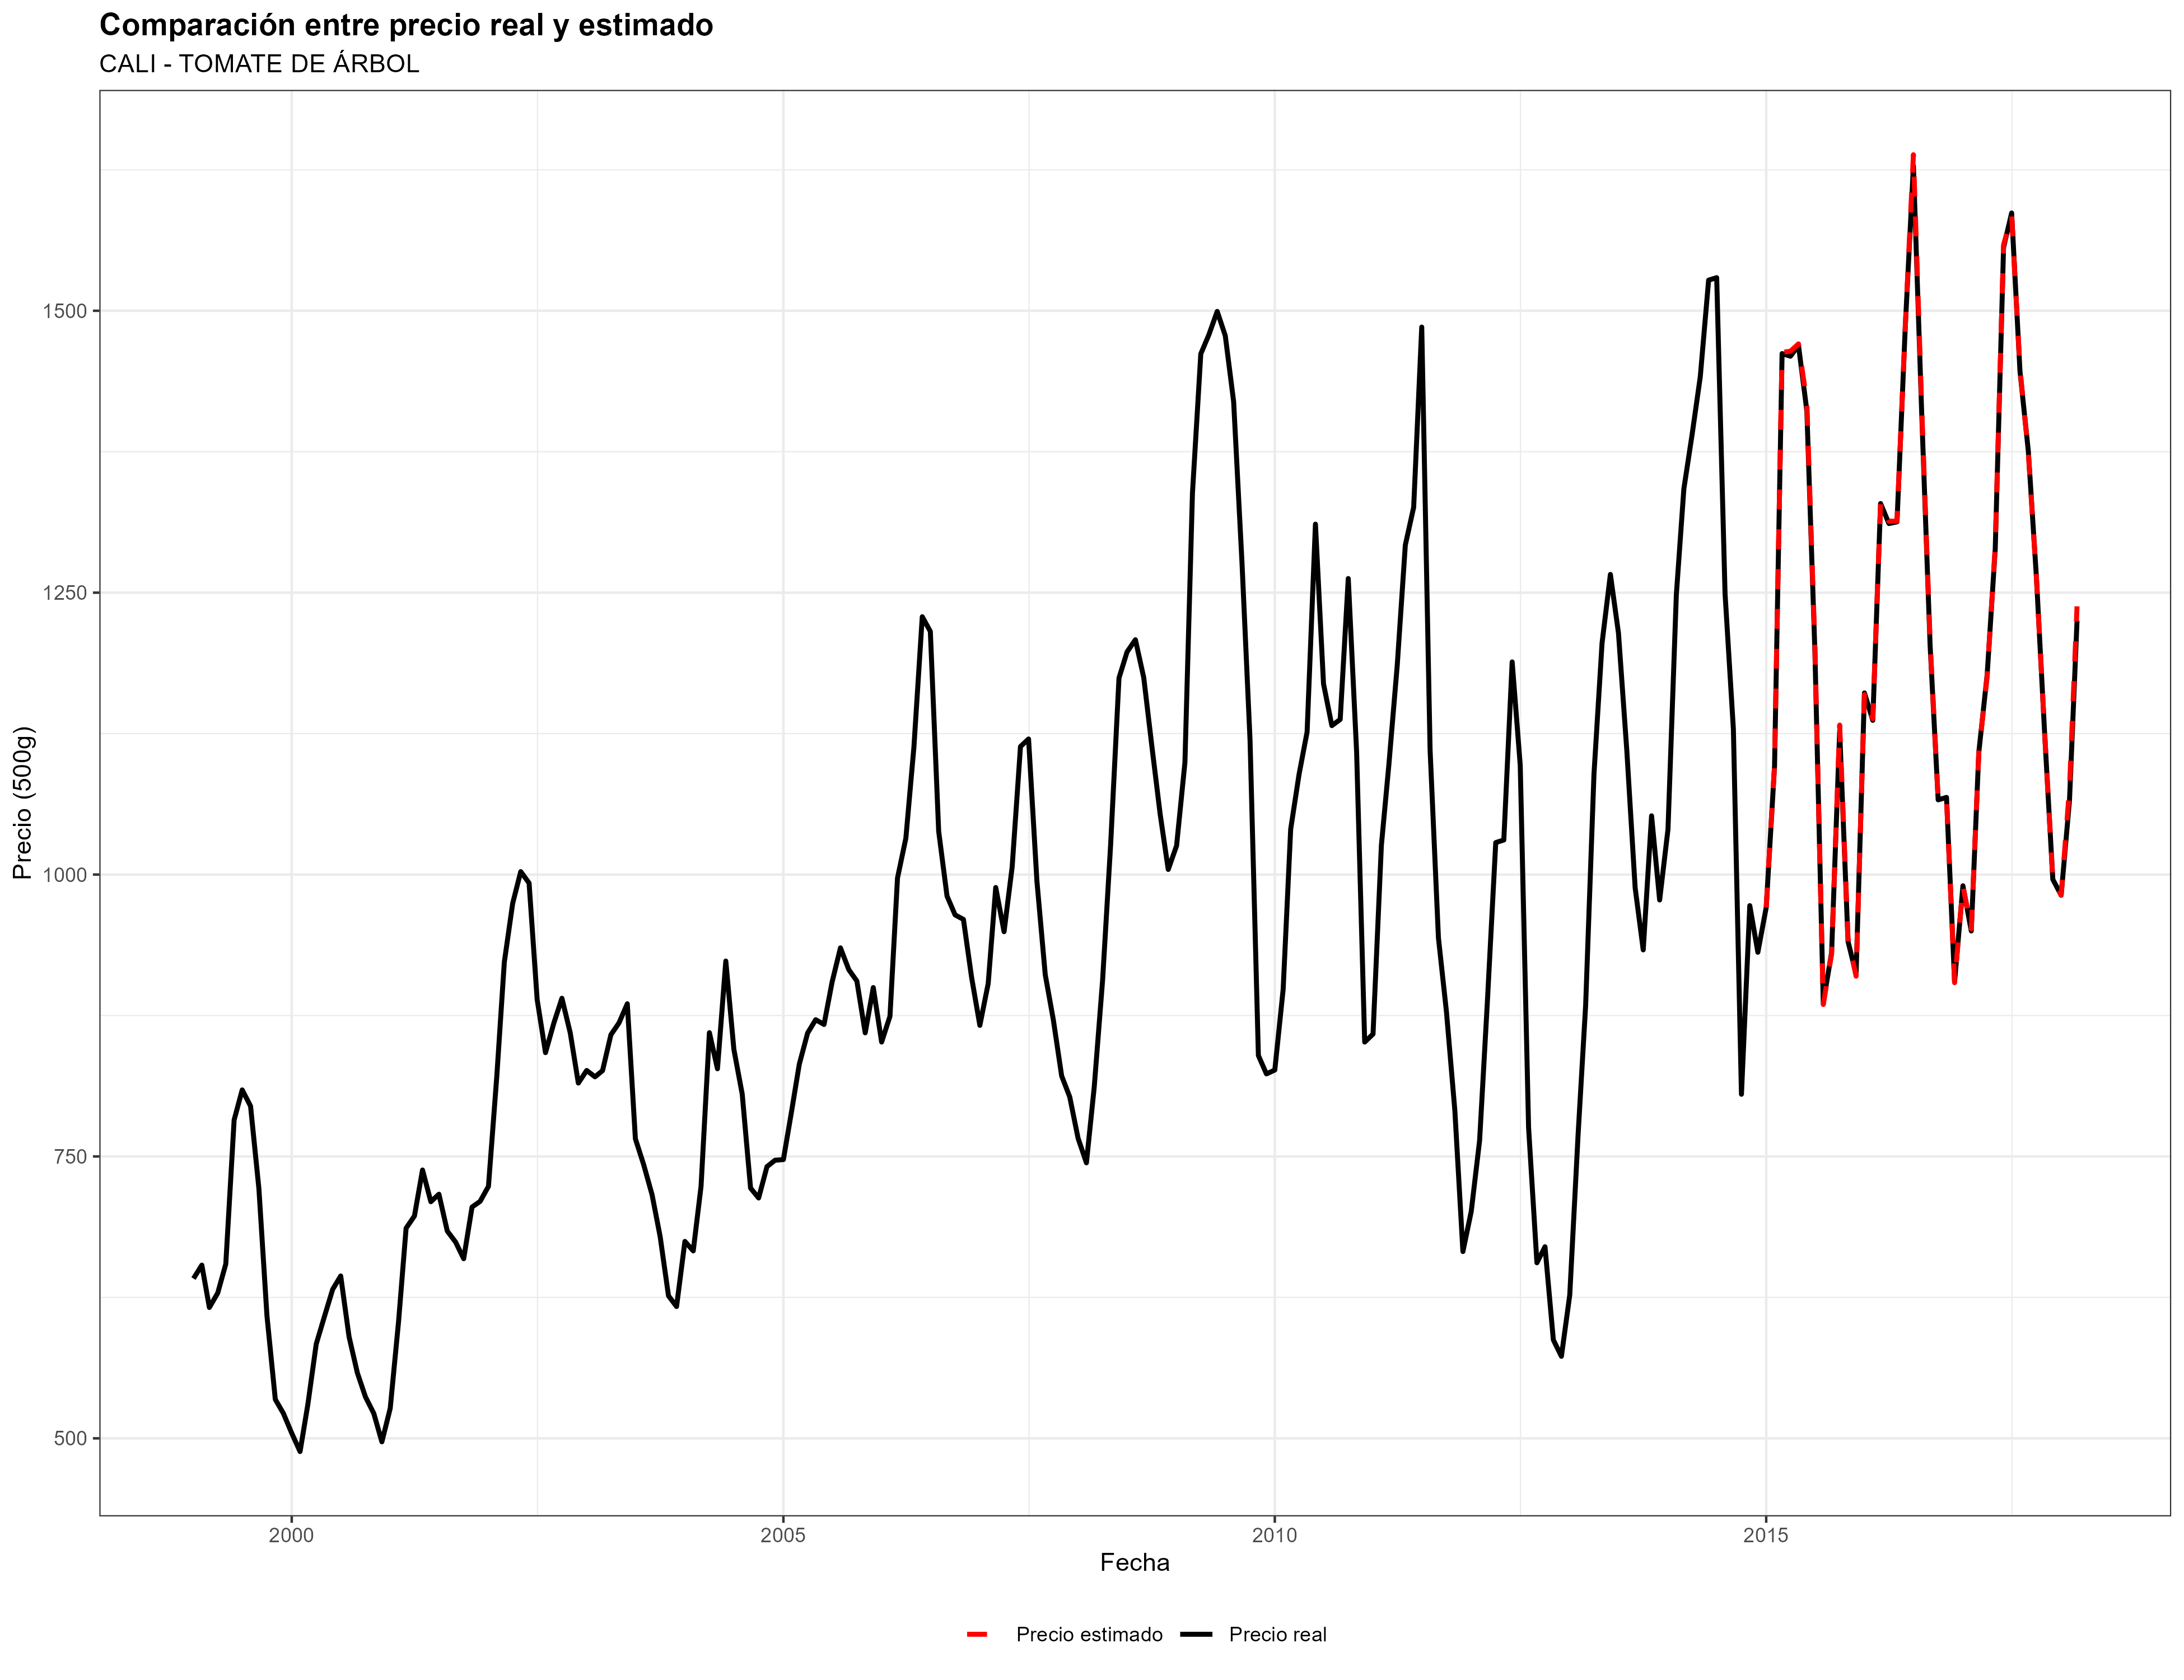 Comparación entre precio real y estimado
CALI - TOMATE DE ÁRBOL
Precio (500g)
1500
1250
1000
750
500
2000
2005
2010
2015
Fecha
Precio estimado
Precio real